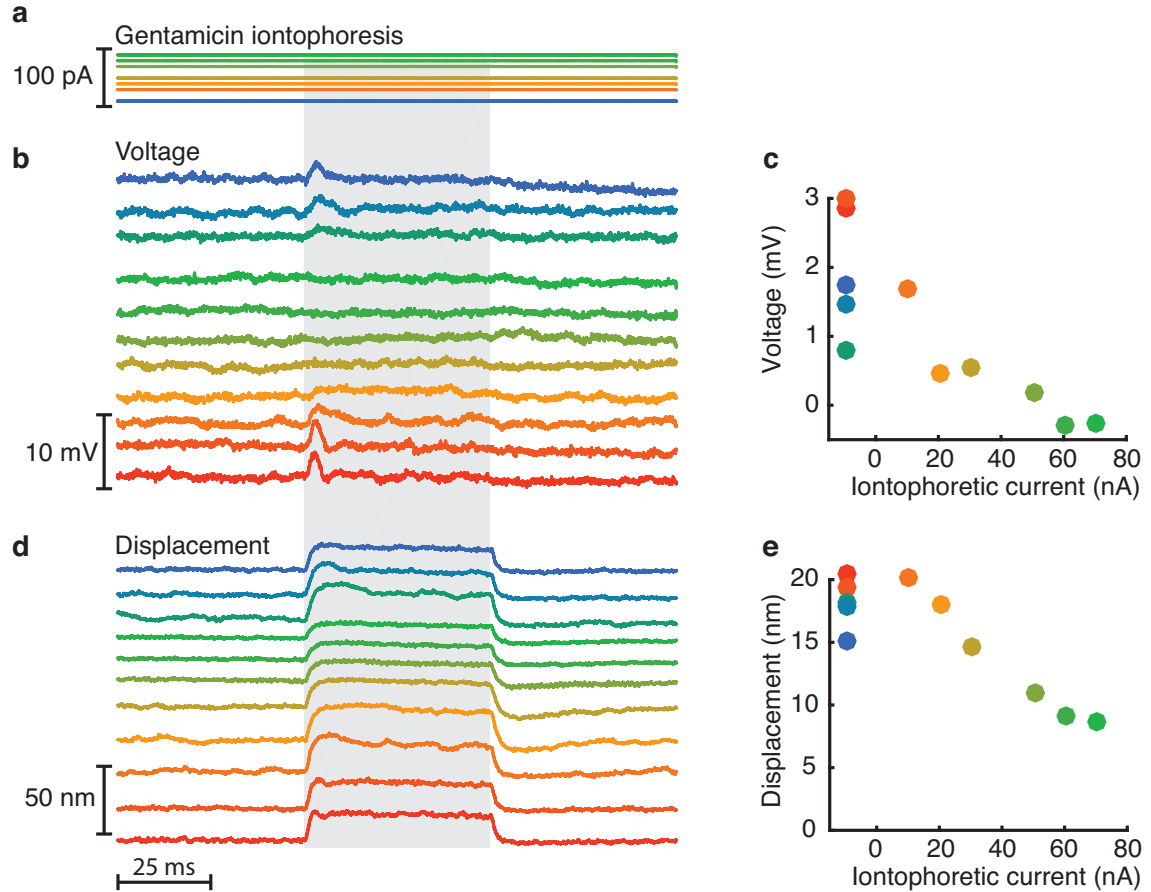 a
Gentamicin iontophoresis
100 pA
b
Voltage
10 mV
c
3
2
1
0
Voltage (mV)
0 20 40 60 80
Iontophoretic current (nA)
d
Displacement
50 nm
25 ms
e
20
15
10
5
0
Displacement (nm)
0 20 40 60 80
Iontophoretic current (nA)